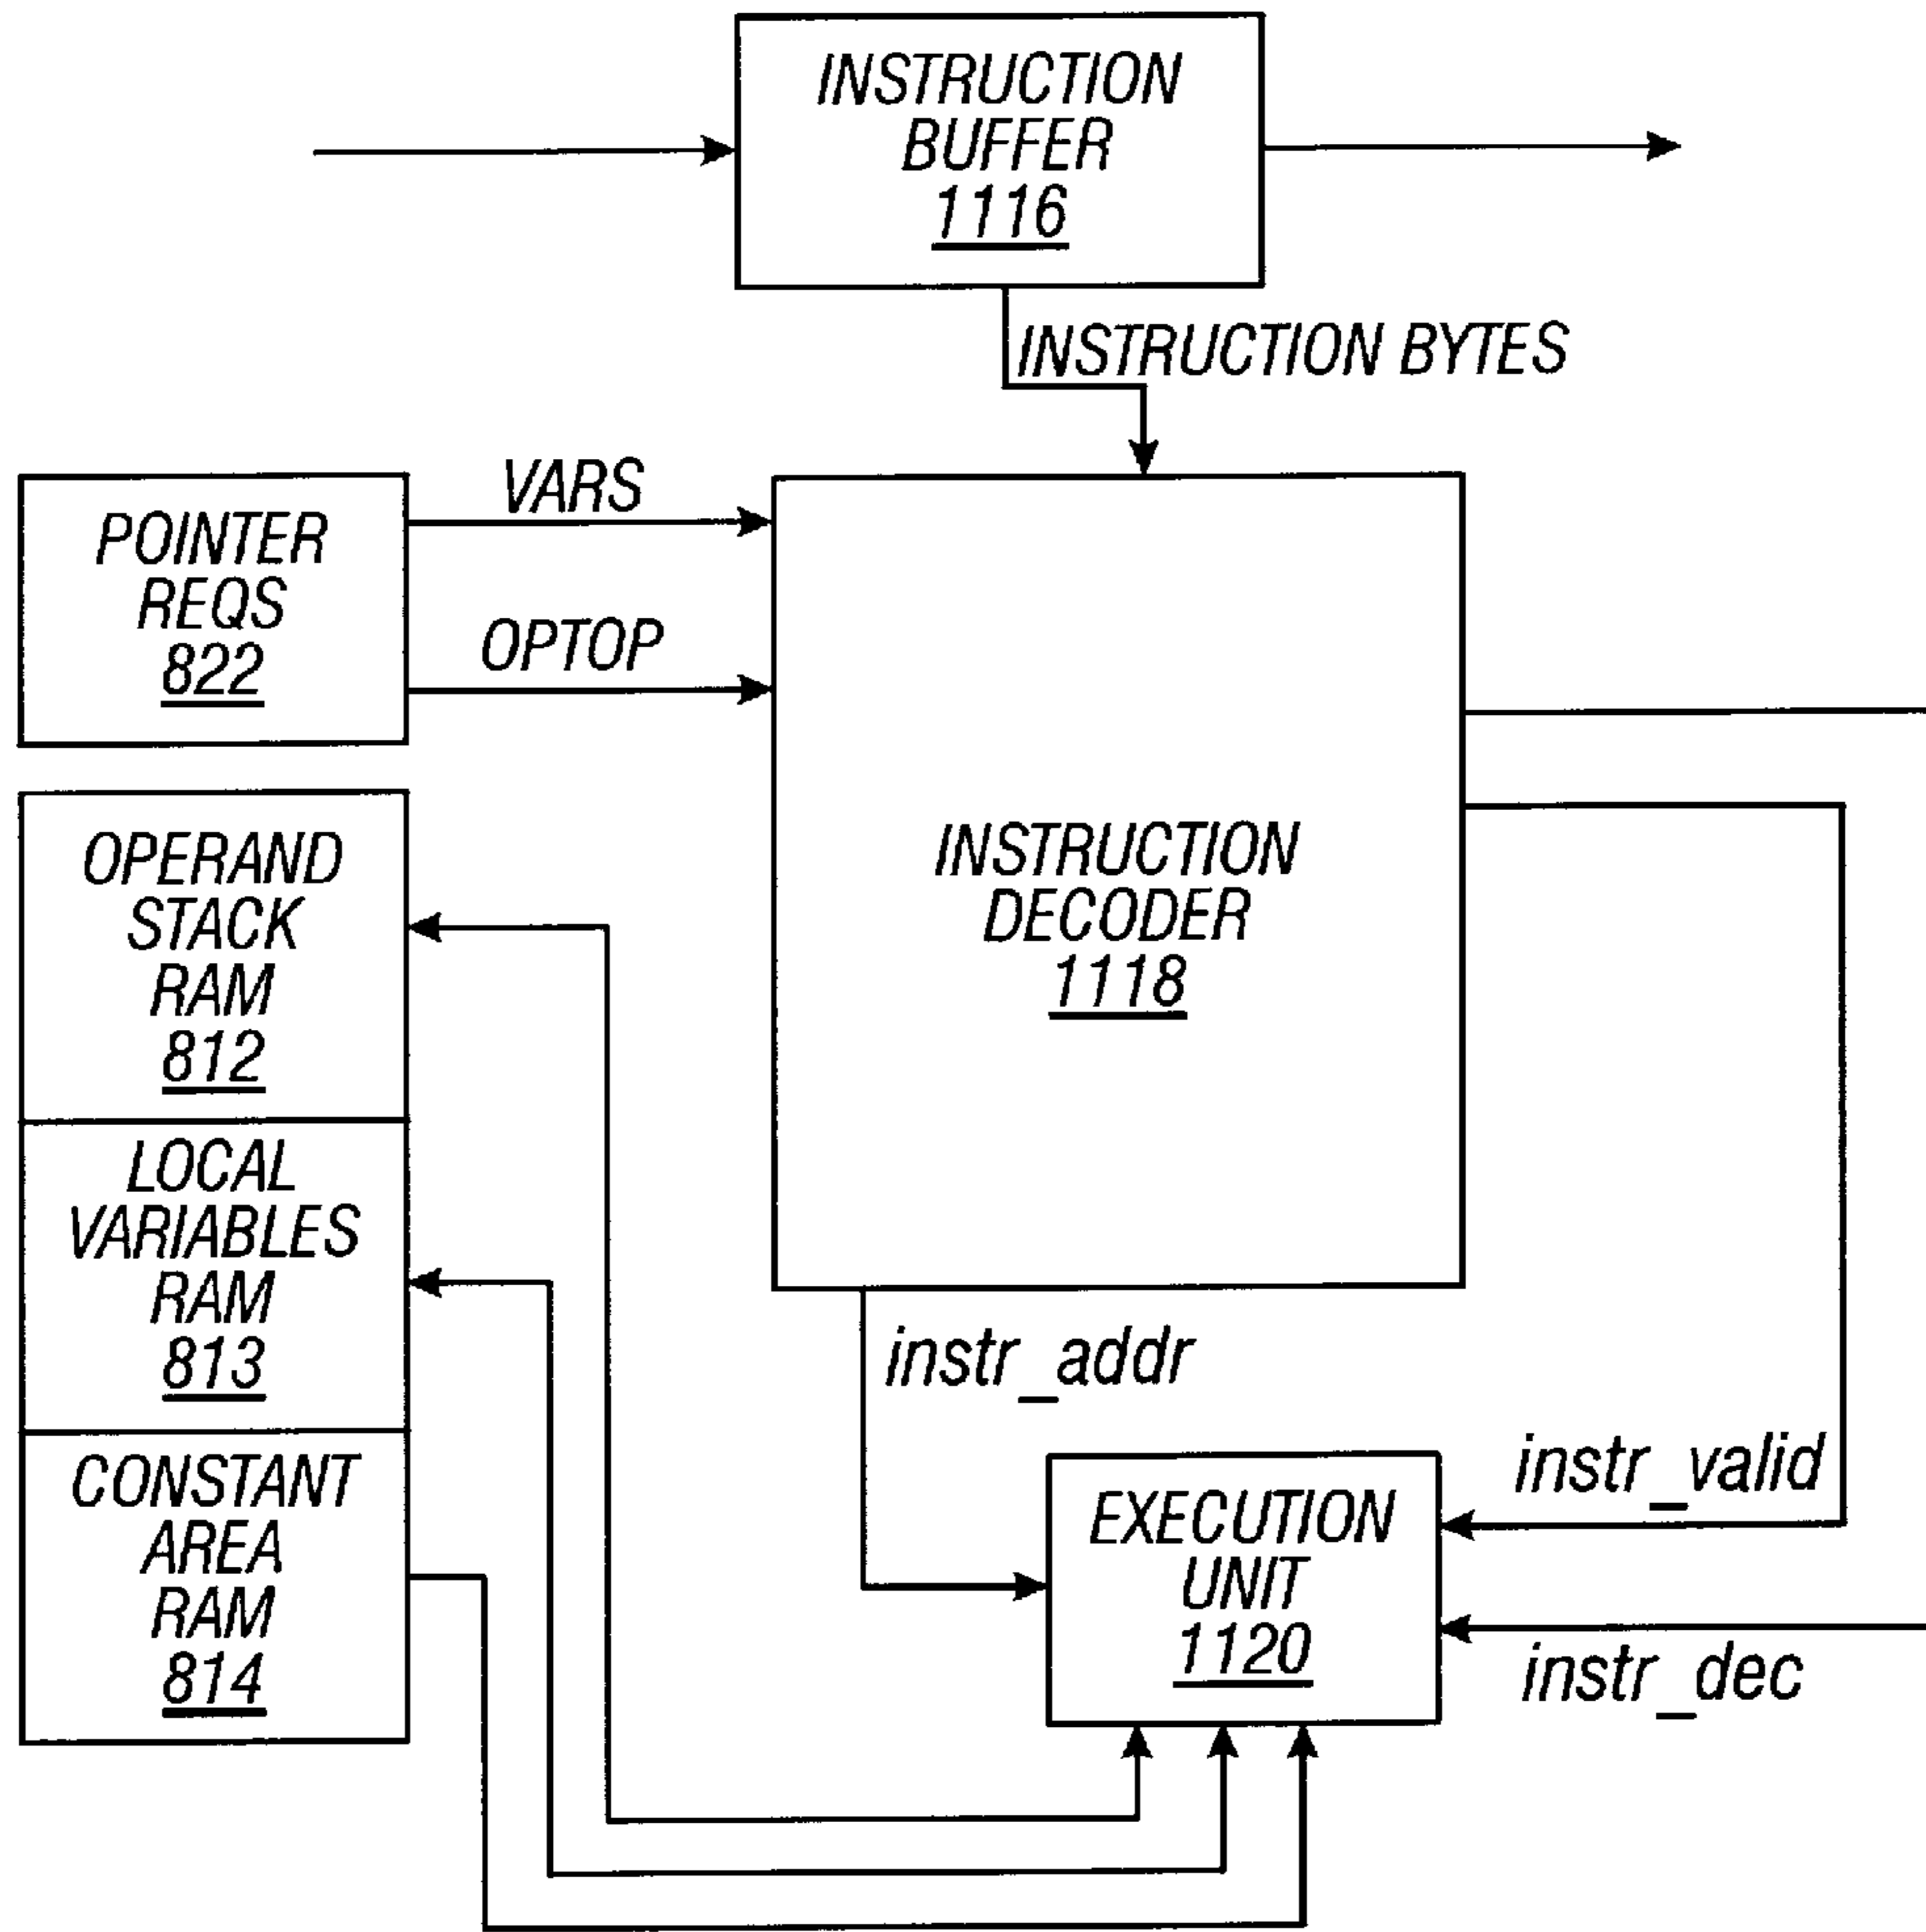 INSTRUCTION
BUFFER
1116
INSTRUCTION BYTES
VARS
POINTER
REQS
822
OPTOP
OPERAND
STACK
RAM
812
INSTRUCTION
DECODER
1118
LOCAL
VARIABLES
RAM
813
instr_addr
CONSTANT
AREA
RAM
814
EXECUTION
UNIT
1120
instr_valid
instr_dec